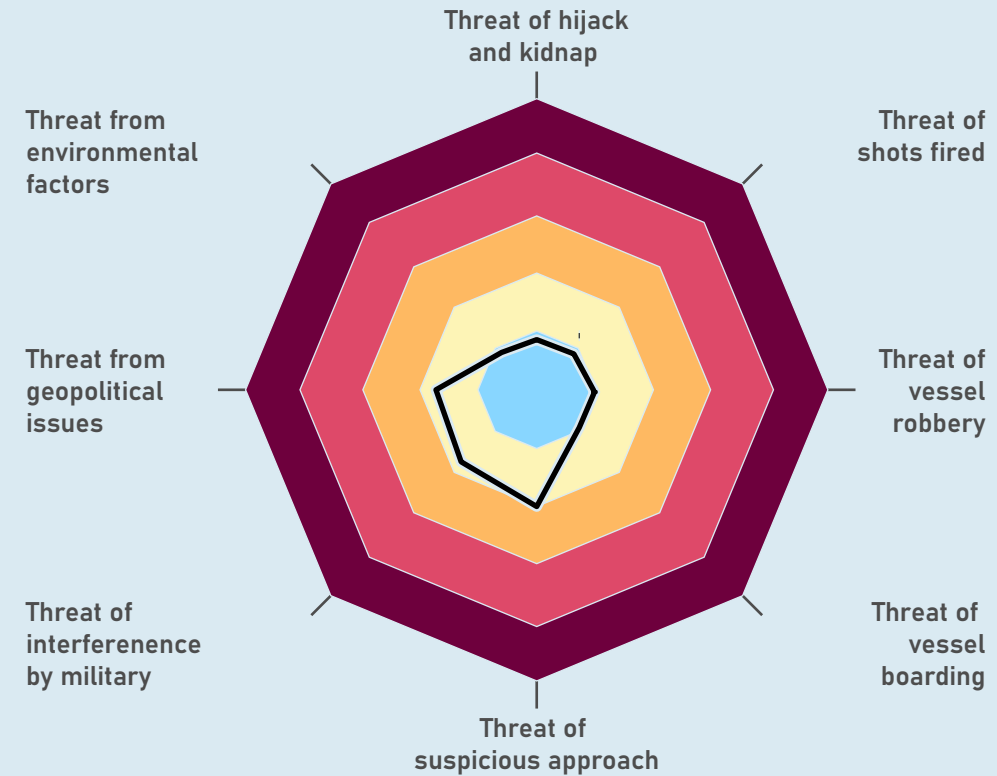 Threat of hijack
and kidnap
Threat from
environmental
factors
Threat of
shots fired
Threat from
geopolitical
issues
Threat of
vessel
robbery
Threat of
interferenence
by military
Threat of
vessel
boarding
Threat of
suspicious approach